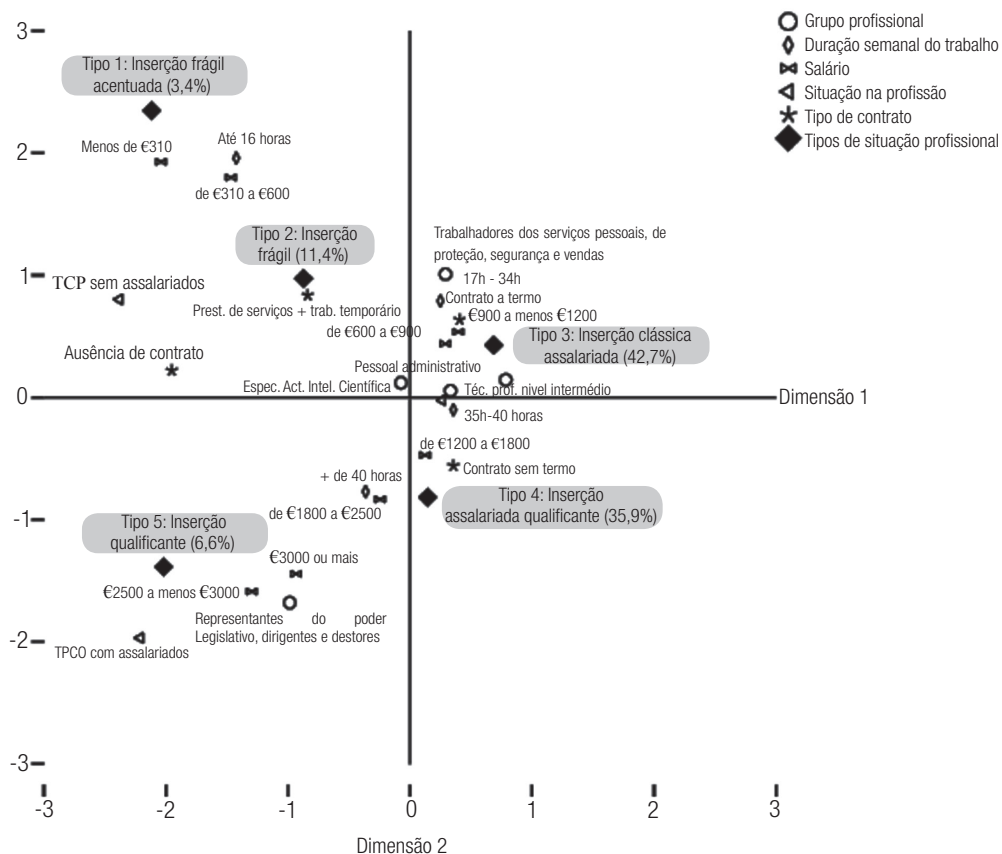 3
Grupo profissional
Duração semanal do trabalho
Salário
Situação na profissão
Tipo de contrato
Tipos de situação profissional
Tipo 1: Inserção frágil
acentuada (3,4%)
Menos de €310
Até 16 horas
2
de €310 a €600
Tipo 2: Inserção
frágil (11,4%)
Trabalhadores dos serviços pessoais, de
proteção, segurança e vendas
1
17h - 34h
TCP sem assalariados
Contrato a termo
Prest. de serviços + trab. temporário
€900 a menos €1200
de €600 a €900
Tipo 3: Inserção clássica
assalariada (42,7%)
Ausência de contrato
Pessoal administrativo
Espec. Act. Intel. Científica
Téc. prof. nivel intermédio
0
Dimensão 1
35h-40 horas
de €1200 a €1800
Contrato sem termo
+ de 40 horas
Tipo 4: Inserção
assalariada qualificante (35,9%)
de €1800 a €2500
-1
Tipo 5: Inserção
qualificante (6,6%)
€3000 ou mais
€2500 a menos €3000
Representantes do poder
Legislativo, dirigentes e destores
-2
TPCO com assalariados
-3
-3 -2 -1 0 1 2 3
Dimensão 2